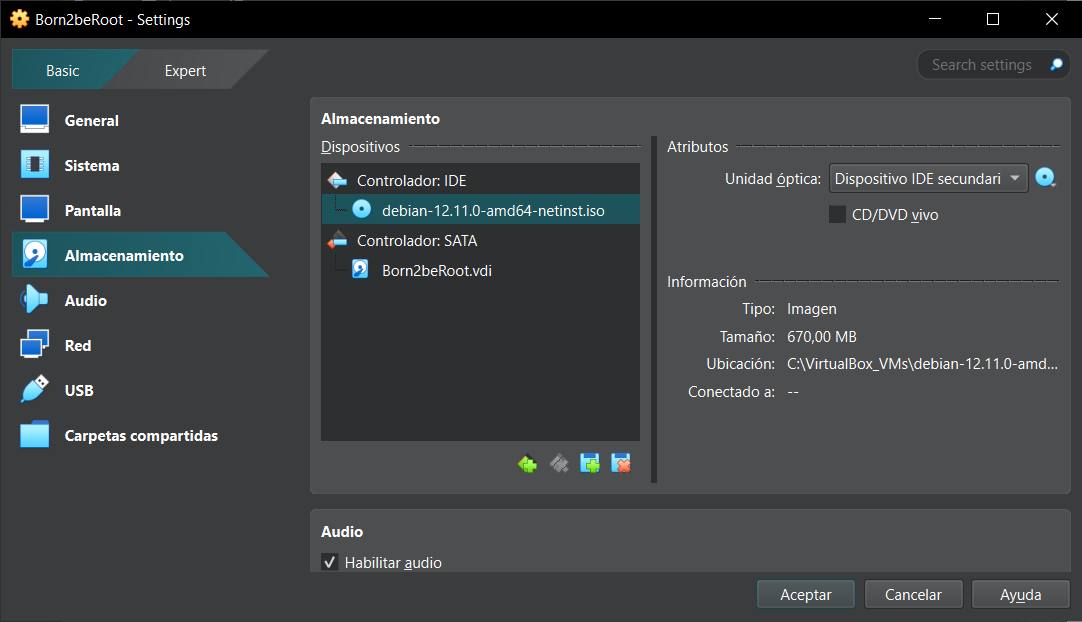 Born2beRoot - Settings
Basic
Expert
Search settings
General
Sistema
Pantalla
Almacenamiento
Audio
Red
USB
Carpetas compartidas
Almacenamiento
Dispositivos
Controlador: IDE
debian-12.11.0-amd64-netinst.iso
Controlador: SATA
Born2beRoot.vdi
Atributos
Unidad óptica: Dispositivo IDE secundari
CD/DVD vivo
Información
Tipo: Imagen
Tamaño: 670,00 MB
Ubicación: C:\VirtualBox_VMs\debian-12.11.0-amd...
Conectado a: --
Audio
Habilitar audio
Aceptar
Cancelar
Ayuda